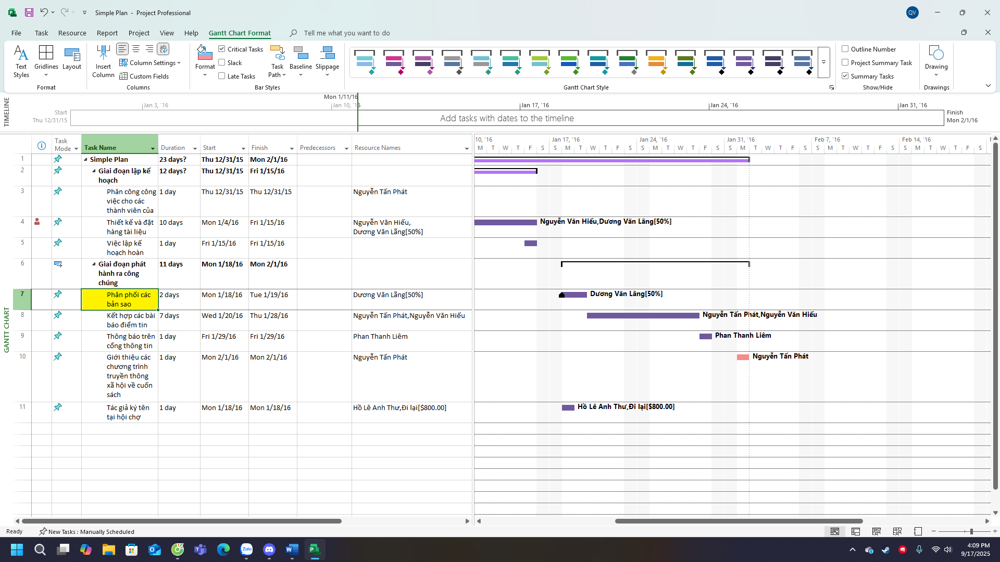 Simple Plan - Project Professional
QV
File Task Resource Report Project View Help Gantt Chart Format Tell me what you want to do
Text Styles
Gridlines
Layout
Format
Insert Column
Column Settings
Custom Fields
Columns
Format
Critical Tasks
Slack
Late Tasks
Task Path
Baseline
Slippage
Bar Styles
Gantt Chart Style
Outline Number
Project Summary Task
Summary Tasks
Show/Hide
Drawing
Drawings
TIMELINE
Mon 1/11/16
Jan 3, '16 Jan 10, '16 Jan 17, '16 Jan 24, '16 Jan 31, '16
Start
Thu 12/31/15
Add tasks with dates to the timeline
Finish
Mon 2/1/16
GANTT CHART
Task Mode Task Name Duration Start Finish Predecessors Resource Names
1 Simple Plan 23 days? Thu 12/31/15 Mon 2/1/16
2 Giai đoạn lập kế
hoạch 12 days? Thu 12/31/15 Fri 1/15/16
3 Phân công công
việc cho các
thành viên của 1 day Thu 12/31/15 Thu 12/31/15 Nguyễn Tấn Phát
4 Thiết kế và đặt
hàng tài liệu 10 days Mon 1/4/16 Fri 1/15/16 Nguyễn Văn Hiếu,
Dương Văn Lãng[50%]
5 Việc lập kế
hoạch hoàn 1 day Fri 1/15/16 Fri 1/15/16
6 Giai đoạn phát
hành ra công
chúng 11 days Mon 1/18/16 Mon 2/1/16
7 Phân phối các
bản sao 2 days Mon 1/18/16 Tue 1/19/16 Dương Văn Lãng[50%]
8 Kết hợp các bài
báo điểm tin 7 days Wed 1/20/16 Thu 1/28/16 Nguyễn Tấn Phát,Nguyễn Văn Hiếu
9 Thông báo trên
cổng thông tin 1 day Fri 1/29/16 Fri 1/29/16 Phan Thanh Liêm
10 Giới thiệu các
chương trình
truyền thông
xã hội về cuốn
sách 1 day Mon 2/1/16 Mon 2/1/16 Nguyễn Tấn Phát
11 Tác giả ký tên
tại hội chợ 1 day Mon 1/18/16 Mon 1/18/16 Hồ Lê Anh Thư,Đi lại[$800.00]
10, '16 Jan 17, '16 Jan 24, '16 Jan 31, '16 Feb 7, '16 Feb 14, '16
M T W T F S S M T W T F S S M T W T F S S M T W T F S S M T W T F S S M T W T F S
Nguyễn Văn Hiếu,Dương Văn Lãng[50%]
Dương Văn Lãng[50%]
Nguyễn Tấn Phát,Nguyễn Văn Hiếu
Phan Thanh Liêm
Nguyễn Tấn Phát
Hồ Lê Anh Thư,Đi lại[$800.00]
Ready New Tasks : Manually Scheduled
4:09 PM
9/17/2025